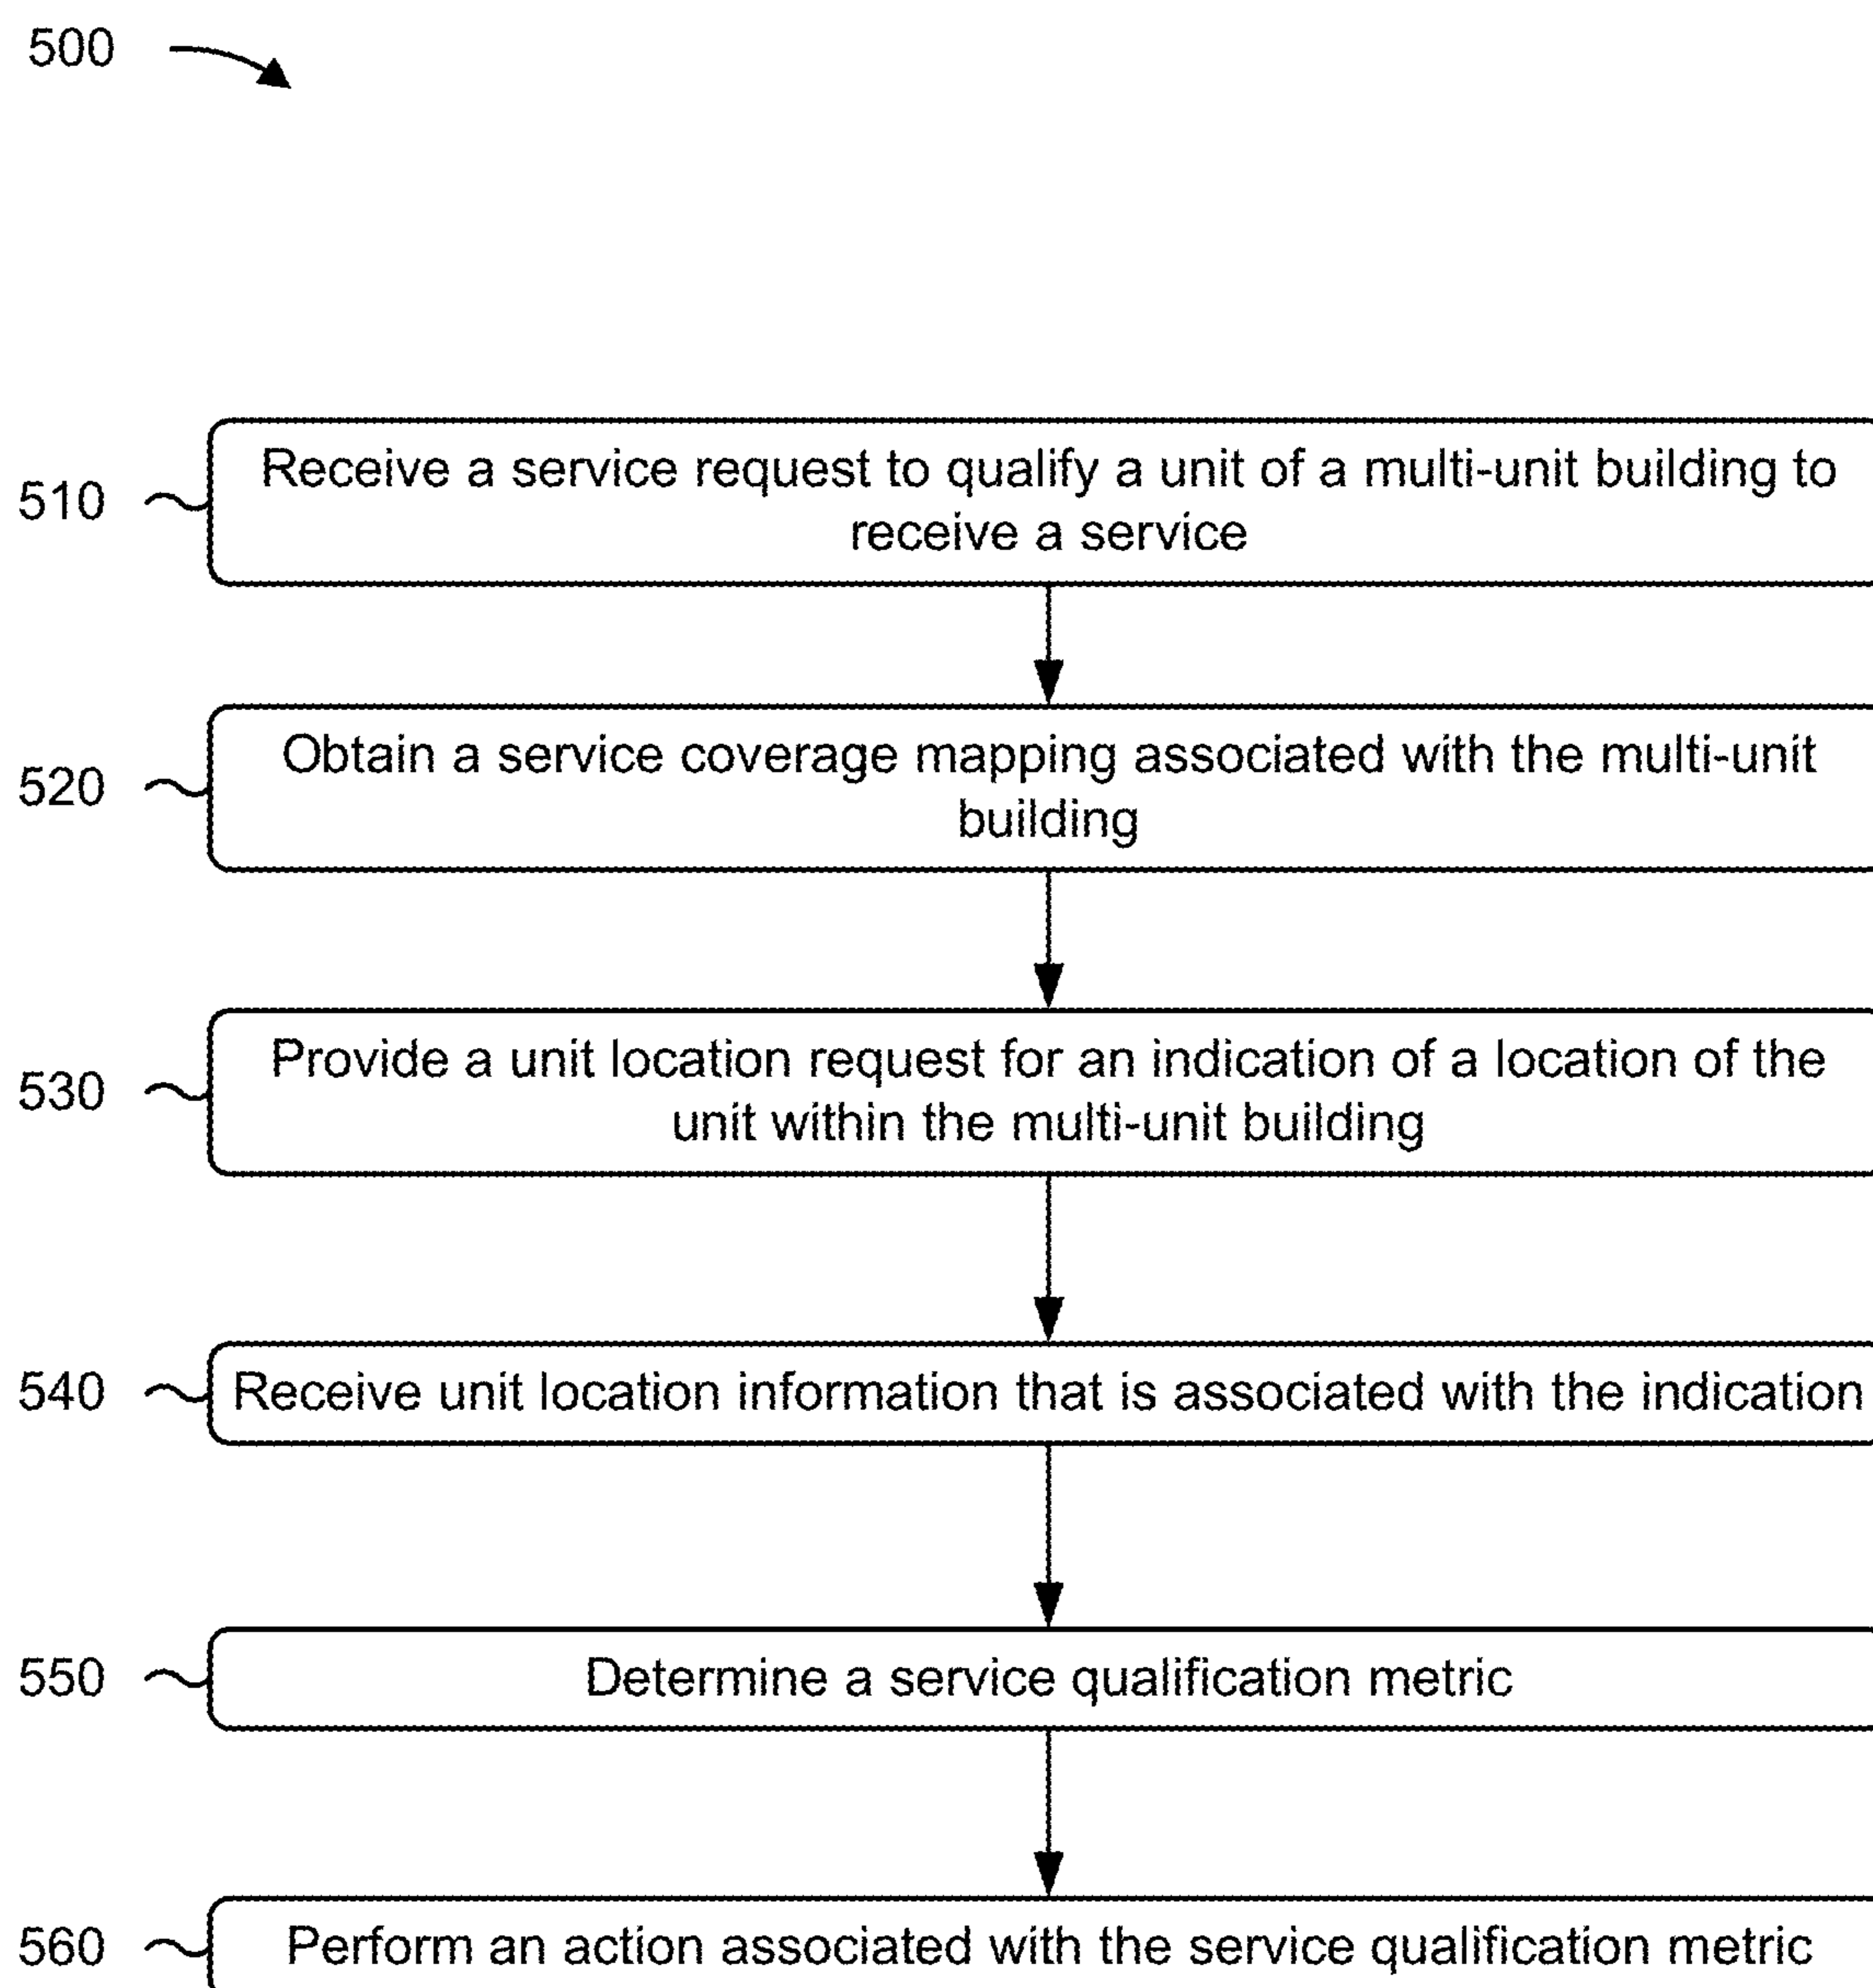 500
510
Receive a service request to qualify a unit of a multi-unit building to
receive a service
520
Obtain a service coverage mapping associated with the multi-unit
building
530
Provide a unit location request for an indication of a location of the
unit within the multi-unit building
540
Receive unit location information that is associated with the indication
550
Determine a service qualification metric
560
Perform an action associated with the service qualification metric